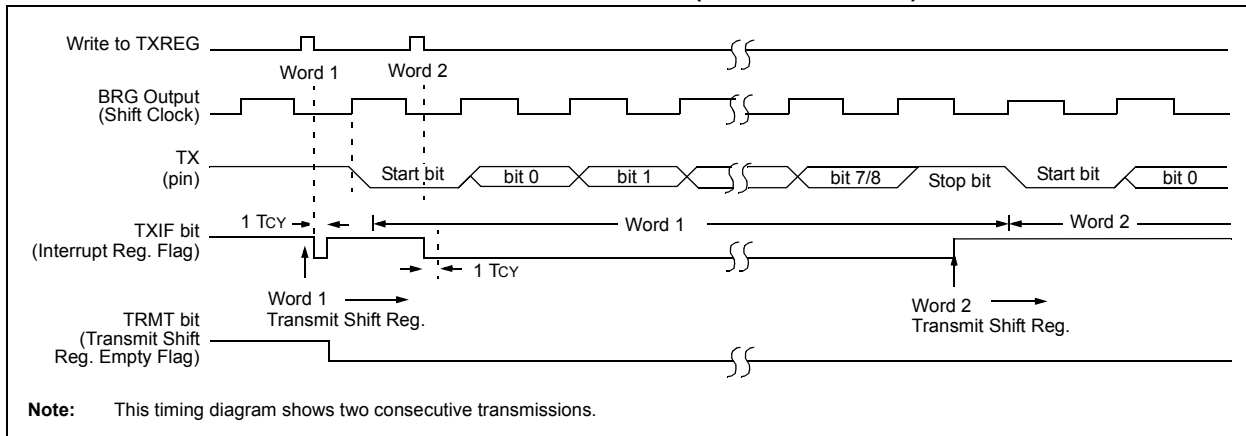 Write to TXREG
Word 1
Word 2
BRG Output
(Shift Clock)
TX
(pin)
Start bit
bit 0
bit 1
bit 7/8
Stop bit
Start bit
bit 0
1 TCY
Word 1
Word 2
TXIF bit
(Interrupt Reg. Flag)
1 TCY
Word 1
Transmit Shift Reg.
Word 2
Transmit Shift Reg.
TRMT bit
(Transmit Shift
Reg. Empty Flag)
Note: This timing diagram shows two consecutive transmissions.